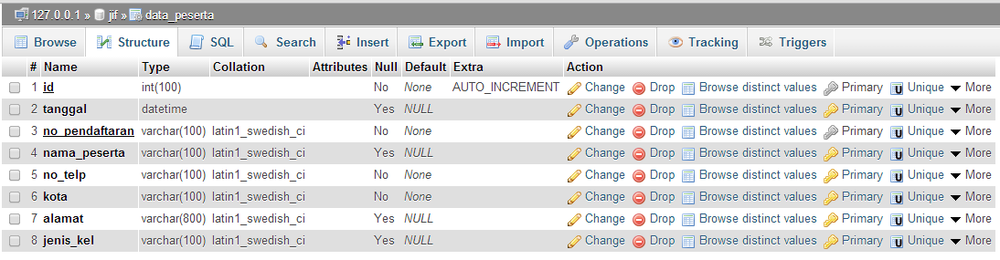 127.0.0.1 » jif » data_peserta
Browse Structure SQL Search Insert Export Import Operations Tracking Triggers
# Name Type Collation Attributes Null Default Extra Action
1 id int(100) No None AUTO_INCREMENT Change Drop Browse distinct values Primary Unique More
2 tanggal datetime Yes NULL Change Drop Browse distinct values Primary Unique More
3 no_pendaftaran varchar(100) latin1_swedish_ci No None Change Drop Browse distinct values Primary Unique More
4 nama_peserta varchar(100) latin1_swedish_ci Yes NULL Change Drop Browse distinct values Primary Unique More
5 no_telp varchar(100) latin1_swedish_ci No None Change Drop Browse distinct values Primary Unique More
6 kota varchar(100) latin1_swedish_ci No None Change Drop Browse distinct values Primary Unique More
7 alamat varchar(800) latin1_swedish_ci Yes NULL Change Drop Browse distinct values Primary Unique More
8 jenis_kel varchar(100) latin1_swedish_ci Yes NULL Change Drop Browse distinct values Primary Unique More